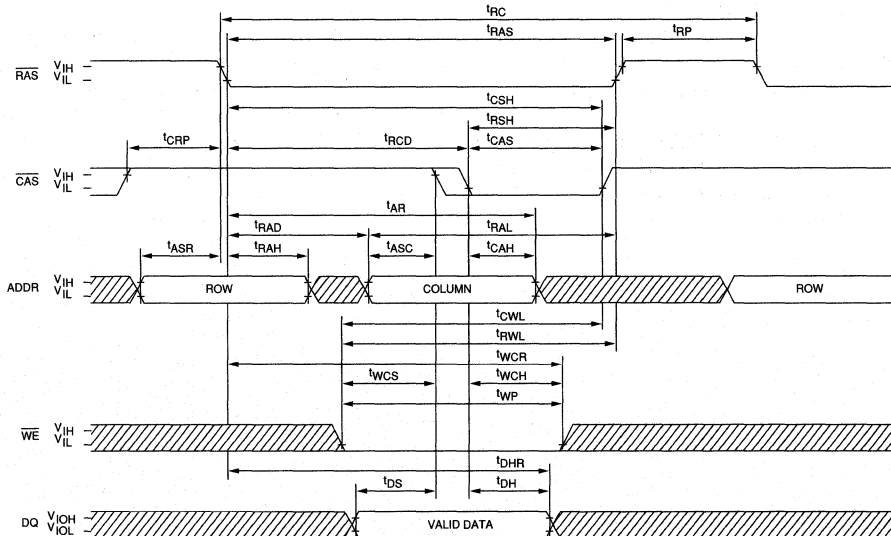 tRC
tRAS
tRP
RAS VIH
VIL
tCSH
tRSH
tCRP
tRCD
tCAS
CAS VIH
VIL
tAR
tRAD
tRAL
tASR
tRAH
tASC
tCAH
ADDR VIH
VIL
ROW
COLUMN
ROW
tCWL
tRWL
tWCR
tWCS
tWCH
tWP
WE VIH
VIL
tDHR
tDS
tDH
DQ VIOH
VIOL
VALID DATA